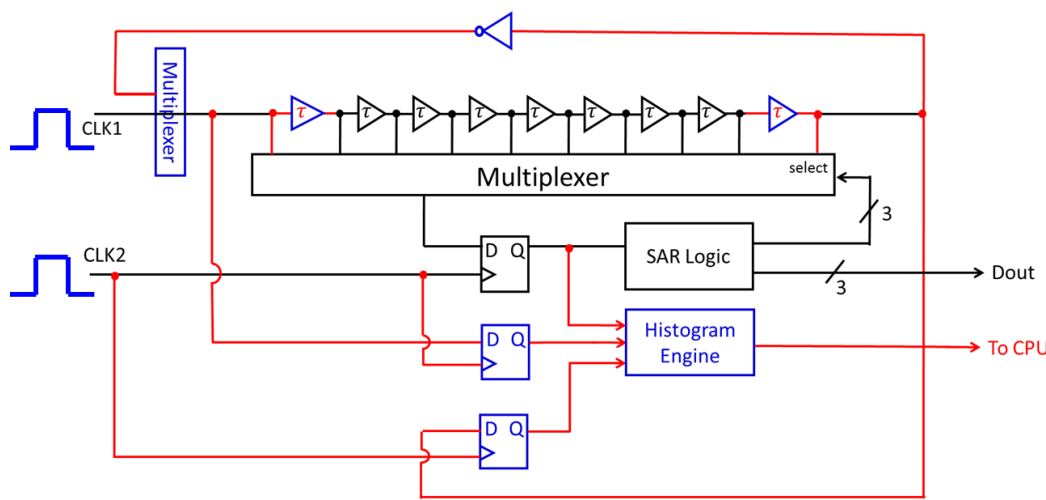 Multiplexer
CLK1
τ τ τ τ τ τ τ τ τ
select
Multiplexer
3
CLK2
D Q
SAR Logic
3
Dout
D Q
Histogram
Engine
To CPU
D Q